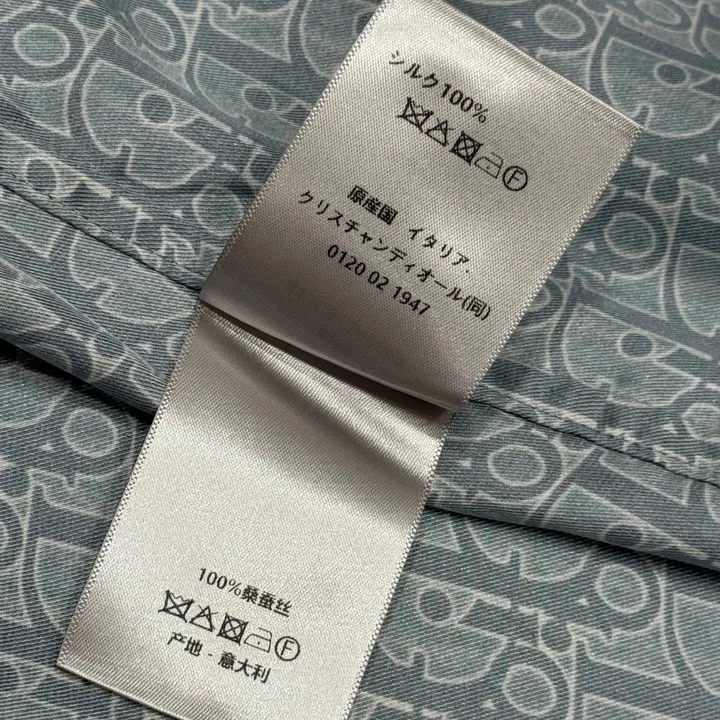 シルク100%
F
原産国 イタリア.
クリスチャンディオール(同)
0120 02 1947
100%桑蚕丝
F
产地 - 意大利